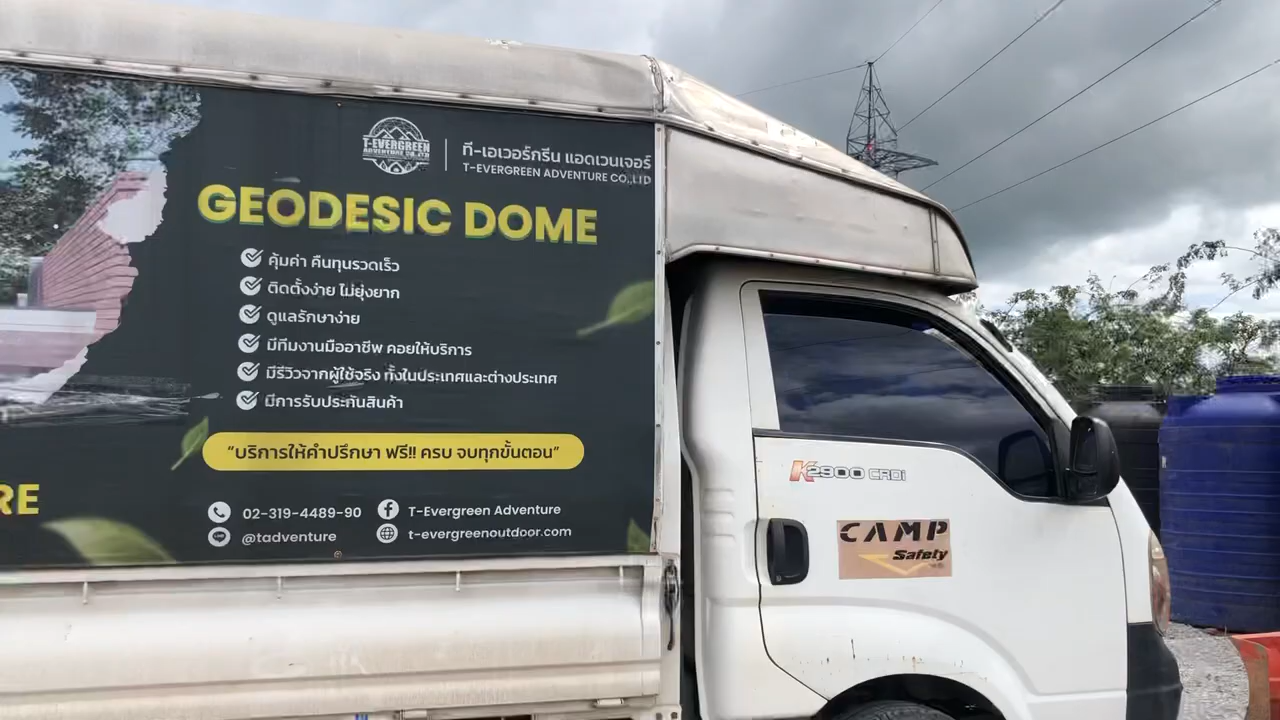 T-EVERGREEN
ADVENTURE CO.,LTD
ที-เอเวอร์กรีน แอดเวนเจอร์
T-EVERGREEN ADVENTURE CO.,LTD
GEODESIC DOME
คุ้มค่า คืนทุนรวดเร็ว
ติดตั้งง่าย ไม่ยุ่งยาก
ดูแลรักษาง่าย
มีทีมงานมืออาชีพ คอยให้บริการ
มีรีวิวจากผู้ใช้จริง ทั้งในประเทศและต่างประเทศ
มีการรับประกันสินค้า
“บริการให้คำปรึกษา ฟรี!! ครบ จบทุกขั้นตอน”
RE
02-319-4489-90
T-Evergreen Adventure
@tadventure
t-evergreenoutdoor.com
K2900 CRDi
CAMP
Safety